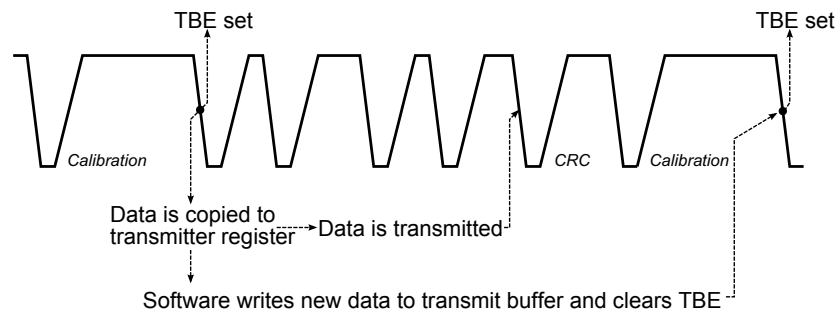 TBE set
TBE set
Calibration
CRC
Calibration
Data is copied to
transmitter register
Data is transmitted
Software writes new data to transmit buffer and clears TBE